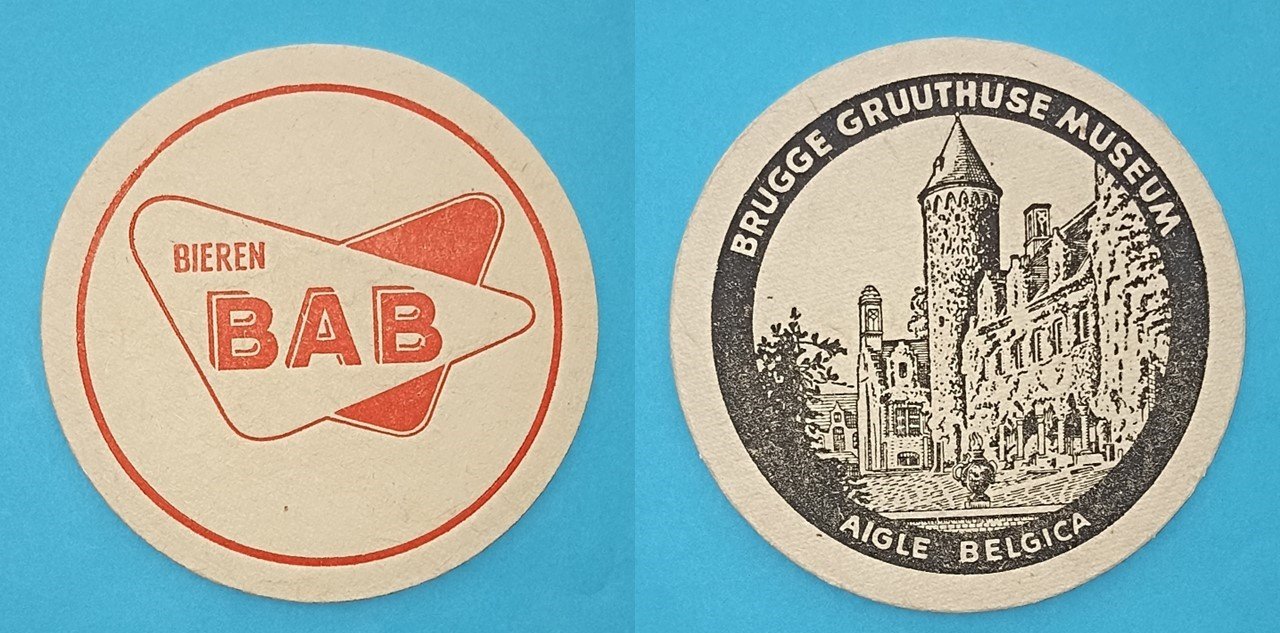 BIEREN
BAB
BRUGGE GRUUTHUSE MUSEUM
AIGLE BELGICA